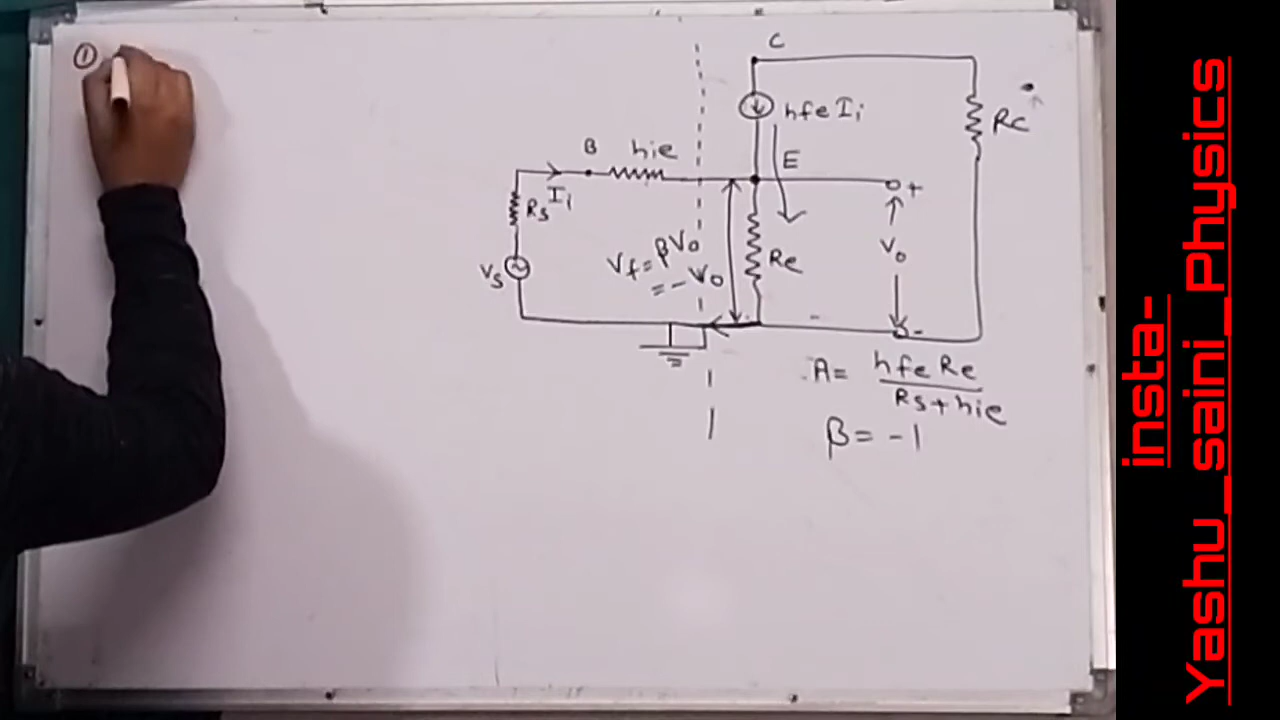 ①
C
hfe Ii
Rc
B hie
E
+
Rs Ii
Vs
Vf = βVo
= -Vo
Re
Vo
-
A = hfe Re / Rs + hie
β = -1
insta-
Yashu_saini_Physics